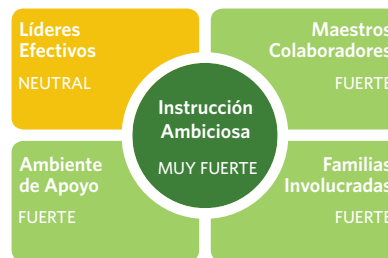 Líderes
Efectivos
NEUTRAL
Maestros
Colaboradores
FUERTE
Instrucción
Ambiciosa
MUY FUERTE
Ambiente
de Apoyo
FUERTE
Familias
Involucradas
FUERTE